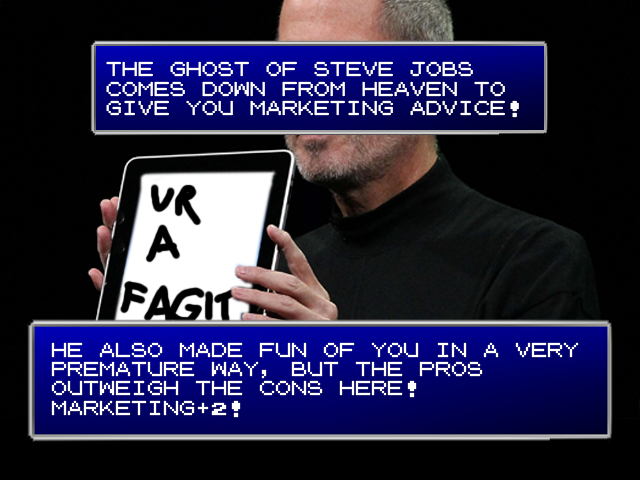 THE GHOST OF STEVE JOBS
COMES DOWN FROM HEAVEN TO
GIVE YOU MARKETING ADVICE!
UR
A
FAGIT
HE ALSO MADE FUN OF YOU IN A VERY
PREMATURE WAY, BUT THE PROS
OUTWEIGH THE CONS HERE!
MARKETING+2!